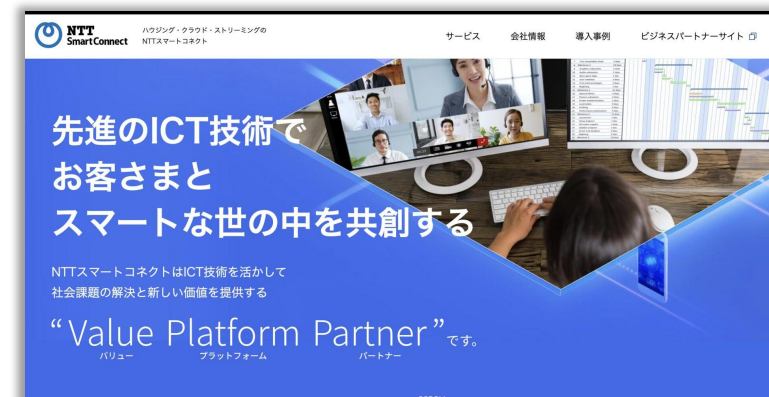 NTT
SmartConnect
ハウジング・クラウド・ストリーミングの
NTTスマートコネクト
サービス
会社情報
導入事例
ビジネスパートナーサイト
先進のICT技術で
お客さまと
スマートな世の中を共創する
NTTスマートコネクトはICT技術を活かして
社会課題の解決と新しい価値を提供する
“Value Platform Partner”です。
バリュー プラットフォーム パートナー